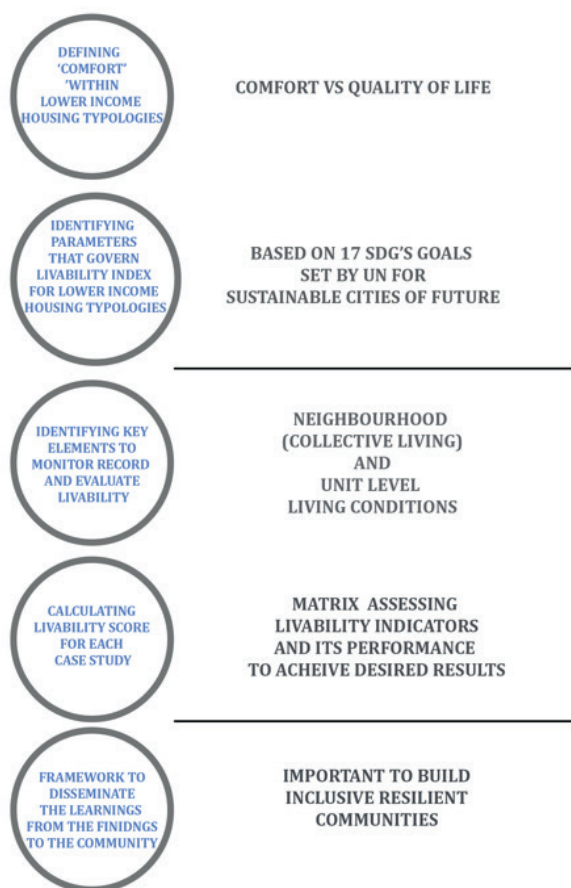 DEFINING
‘COMFORT’
’WITHIN
LOWER INCOME
HOUSING TYPOLOGIES
COMFORT VS QUALITY OF LIFE
IDENTIFYING
PARAMETERS
THAT GOVERN
LIVABILITY INDEX
FOR LOWER INCOME
HOUSING TYPOLOGIES
BASED ON 17 SDG'S GOALS
SET BY UN FOR
SUSTAINABLE CITIES OF FUTURE
IDENTIFYING KEY
ELEMENTS TO
MONITOR RECORD
AND EVALUATE
LIVABILITY
NEIGHBOURHOOD
(COLLECTIVE LIVING)
AND
UNIT LEVEL
LIVING CONDITIONS
CALCULATING
LIVABILITY SCORE
FOR EACH
CASE STUDY
MATRIX ASSESSING
LIVABILITY INDICATORS
AND ITS PERFORMANCE
TO ACHEIVE DESIRED RESULTS
FRAMEWORK TO
DISSEMINATE
THE LEARNINGS
FROM THE FINIDNGS
TO THE COMMUNITY
IMPORTANT TO BUILD
INCLUSIVE RESILIENT
COMMUNITIES